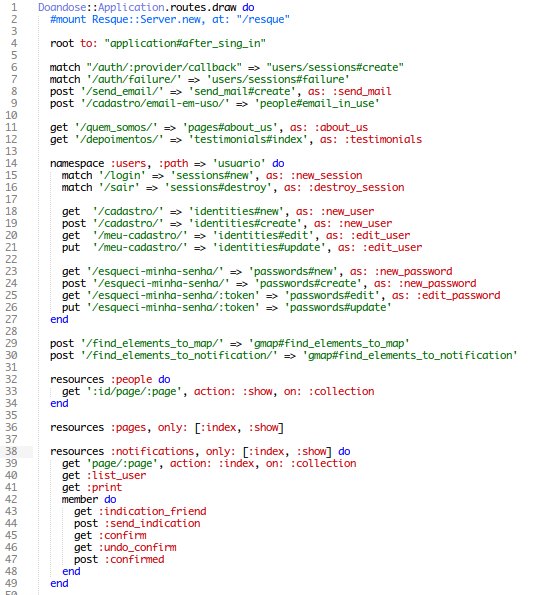 1 Doandose::Application.routes.draw do
2 #mount Resque::Server.new, at: "/resque"
3
4 root to: "application#after_sing_in"
5
6 match "/auth/:provider/callback" => "users/sessions#create"
7 match '/auth/failure/' => 'users/sessions#failure'
8 post '/send_email/' => 'send_mail#create', as: :send_mail
9 post '/cadastro/email-em-uso/' => 'people#email_in_use'
10
11 get '/quem_somos/' => 'pages#about_us', as: :about_us
12 get '/depoimentos/' => 'testimonials#index', as: :testimonials
13
14 namespace :users, :path => 'usuario' do
15 match '/login' => 'sessions#new', as: :new_session
16 match '/sair' => 'sessions#destroy', as: :destroy_session
17
18 get '/cadastro/' => 'identities#new', as: :new_user
19 post '/cadastro/' => 'identities#create', as: :new_user
20 get '/meu-cadastro/' => 'identities#edit', as: :edit_user
21 put '/meu-cadastro/' => 'identities#update', as: :edit_user
22
23 get '/esqueci-minha-senha/' => 'passwords#new', as: :new_password
24 post '/esqueci-minha-senha/' => 'passwords#create', as: :new_password
25 get '/esqueci-minha-senha/:token' => 'passwords#edit', as: :edit_password
26 put '/esqueci-minha-senha/:token' => 'passwords#update'
27 end
28
29 post '/find_elements_to_map/' => 'gmap#find_elements_to_map'
30 post '/find_elements_to_notification/' => 'gmap#find_elements_to_notification'
31
32 resources :people do
33 get ':id/page/:page', action: :show, on: :collection
34 end
35
36 resources :pages, only: [:index, :show]
37
38 resources :notifications, only: [:index, :show] do
39 get 'page/:page', action: :index, on: :collection
40 get :list_user
41 get :print
42 member do
43 get :indication_friend
44 post :send_indication
45 get :confirm
46 get :undo_confirm
47 post :confirmed
48 end
49 end
50